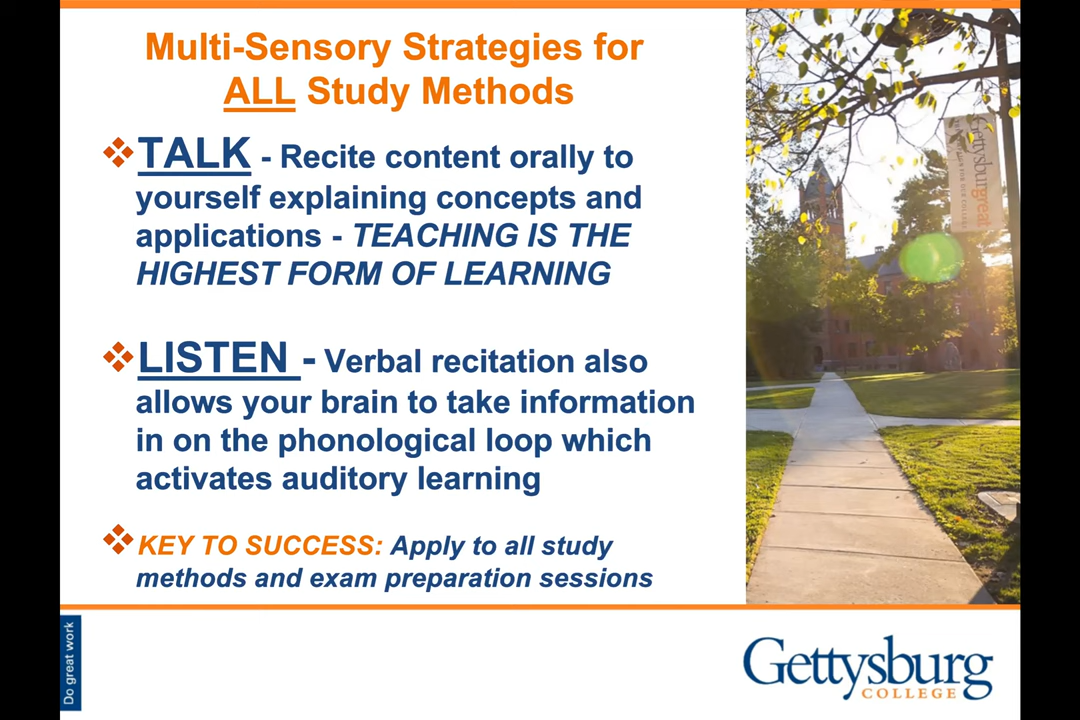 Multi-Sensory Strategies for
ALL Study Methods
TALK - Recite content orally to
yourself explaining concepts and
applications - TEACHING IS THE
HIGHEST FORM OF LEARNING
LISTEN - Verbal recitation also
allows your brain to take information
in on the phonological loop which
activates auditory learning
KEY TO SUCCESS: Apply to all study
methods and exam preparation sessions
Gettysburggreat
Do great work
Gettysburg
COLLEGE